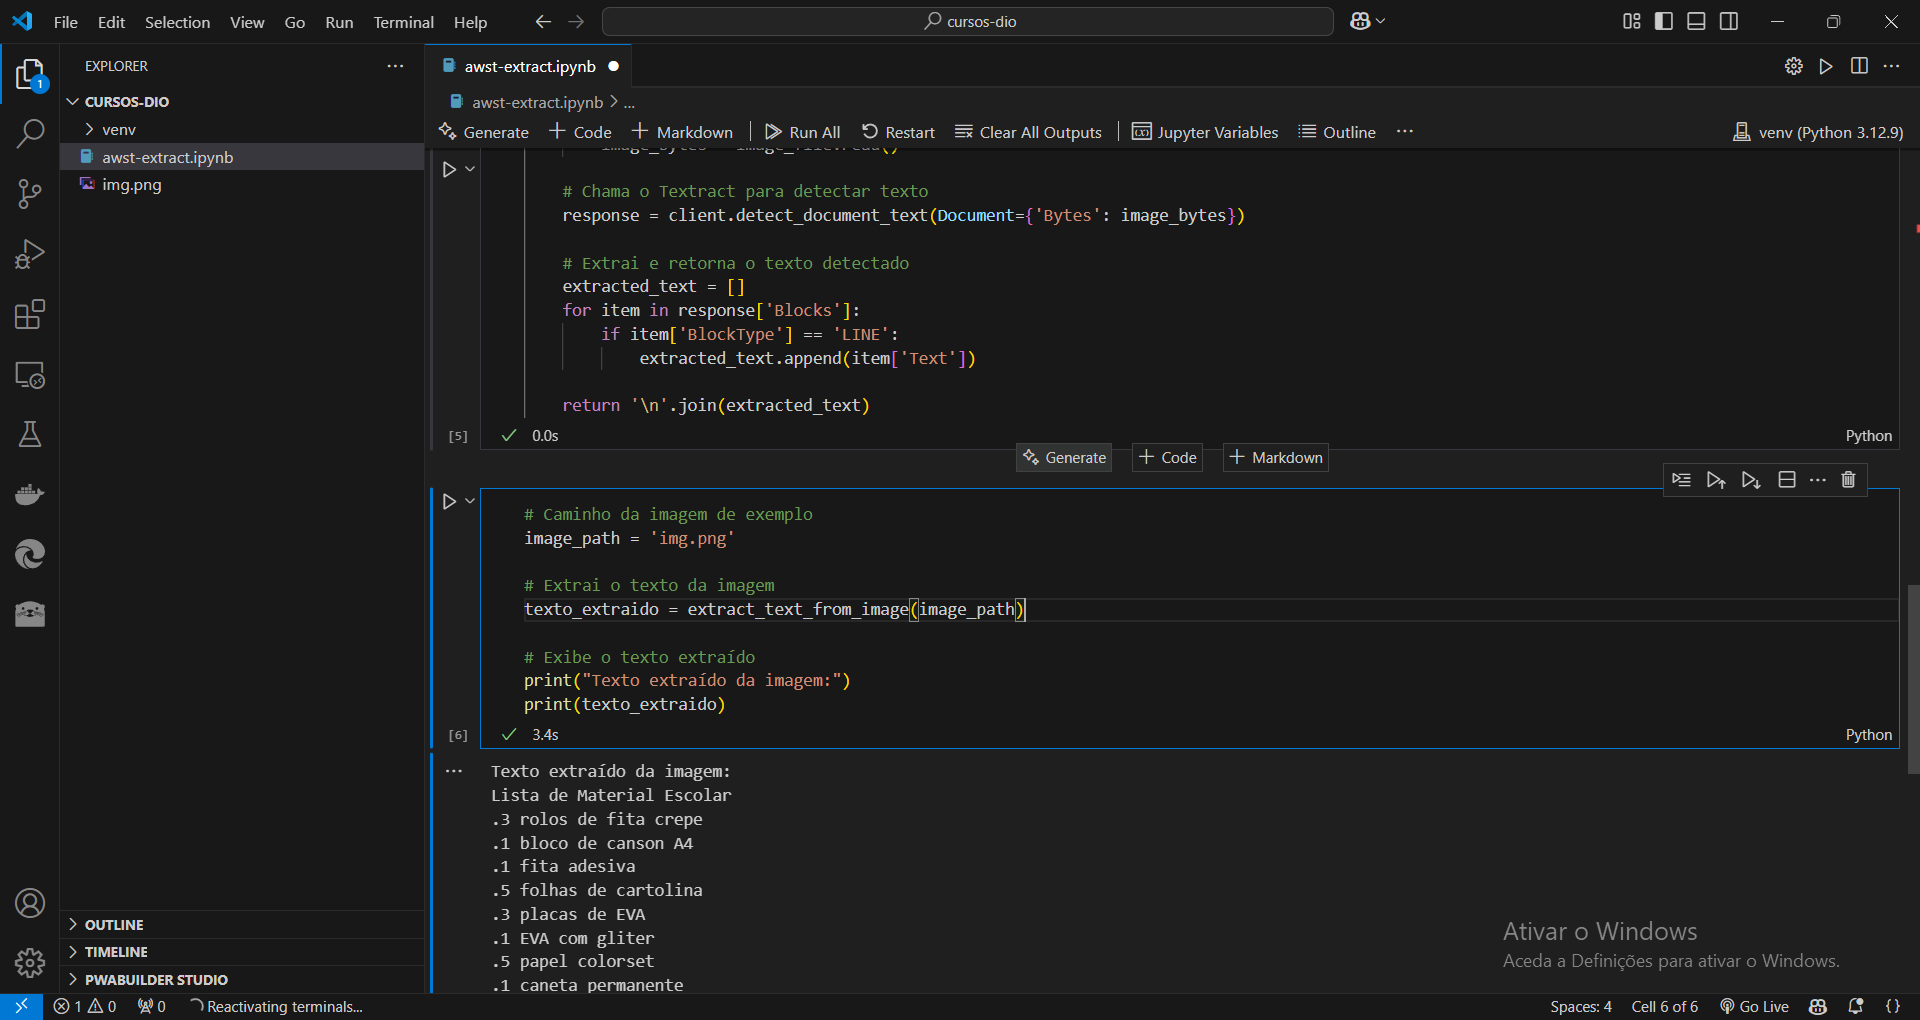 File Edit Selection View Go Run Terminal Help cursos-dio
EXPLORER
CURSOS-DIO
venv
awst-extract.ipynb
img.png
OUTLINE
TIMELINE
PWABUILDER STUDIO
awst-extract.ipynb
awst-extract.ipynb > ...
Generate + Code + Markdown Run All Restart Clear All Outputs Jupyter Variables Outline ... venv (Python 3.12.9)
# Chama o Textract para detectar texto
response = client.detect_document_text(Document={'Bytes': image_bytes})
# Extrai e retorna o texto detectado
extracted_text = []
for item in response['Blocks']:
if item['BlockType'] == 'LINE':
extracted_text.append(item['Text'])
return '\n'.join(extracted_text)
[5] 0.0s Python
Generate + Code + Markdown
# Caminho da imagem de exemplo
image_path = 'img.png'
# Extrai o texto da imagem
texto_extraido = extract_text_from_image(image_path)
# Exibe o texto extraído
print("Texto extraído da imagem:")
print(texto_extraido)
[6] 3.4s Python
... Texto extraído da imagem:
Lista de Material Escolar
.3 rolos de fita crepe
.1 bloco de canson A4
.1 fita adesiva
.5 folhas de cartolina
.3 placas de EVA
.1 EVA com gliter
.5 papel colorset
.1 caneta permanente
Ativar o Windows
Aceda a Definições para ativar o Windows.
1 0 0 Reactivating terminals... Spaces: 4 Cell 6 of 6 Go Live {}